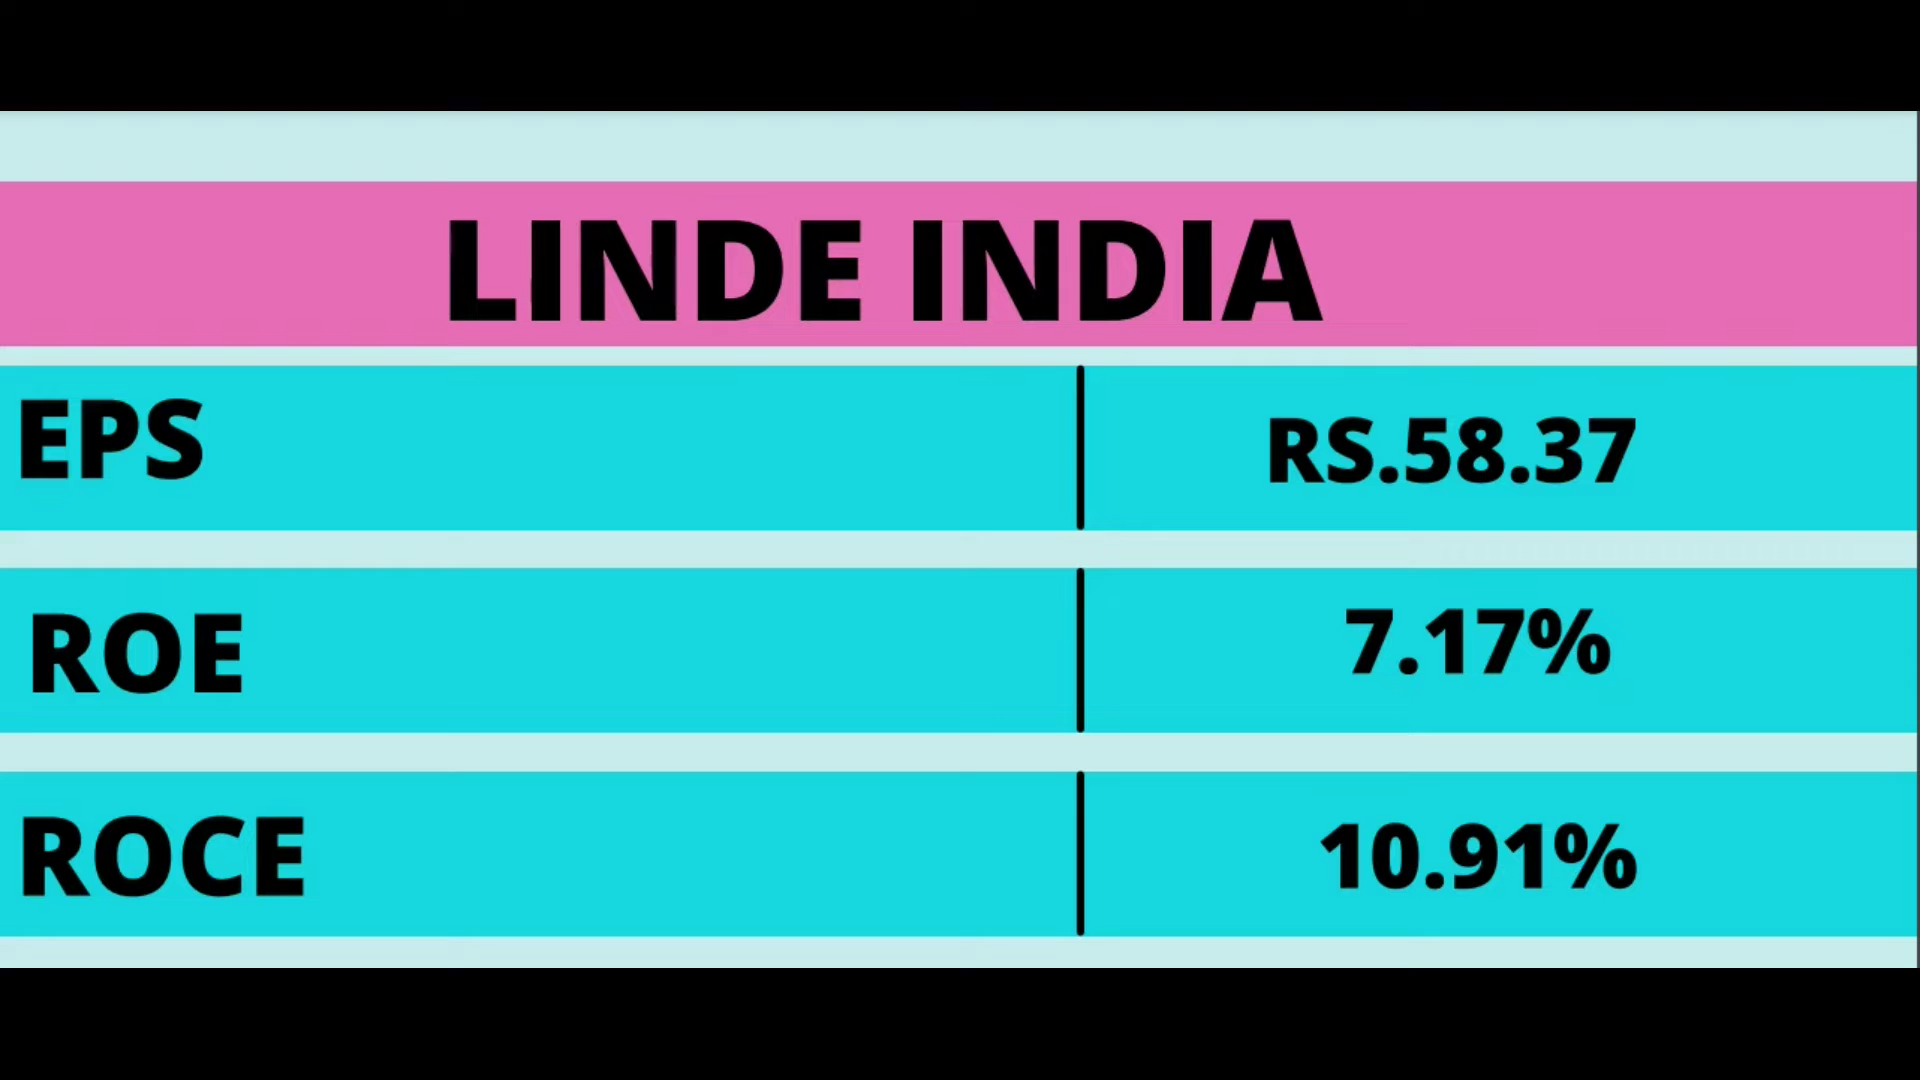 LINDE INDIA
EPS RS.58.37
ROE 7.17%
ROCE 10.91%